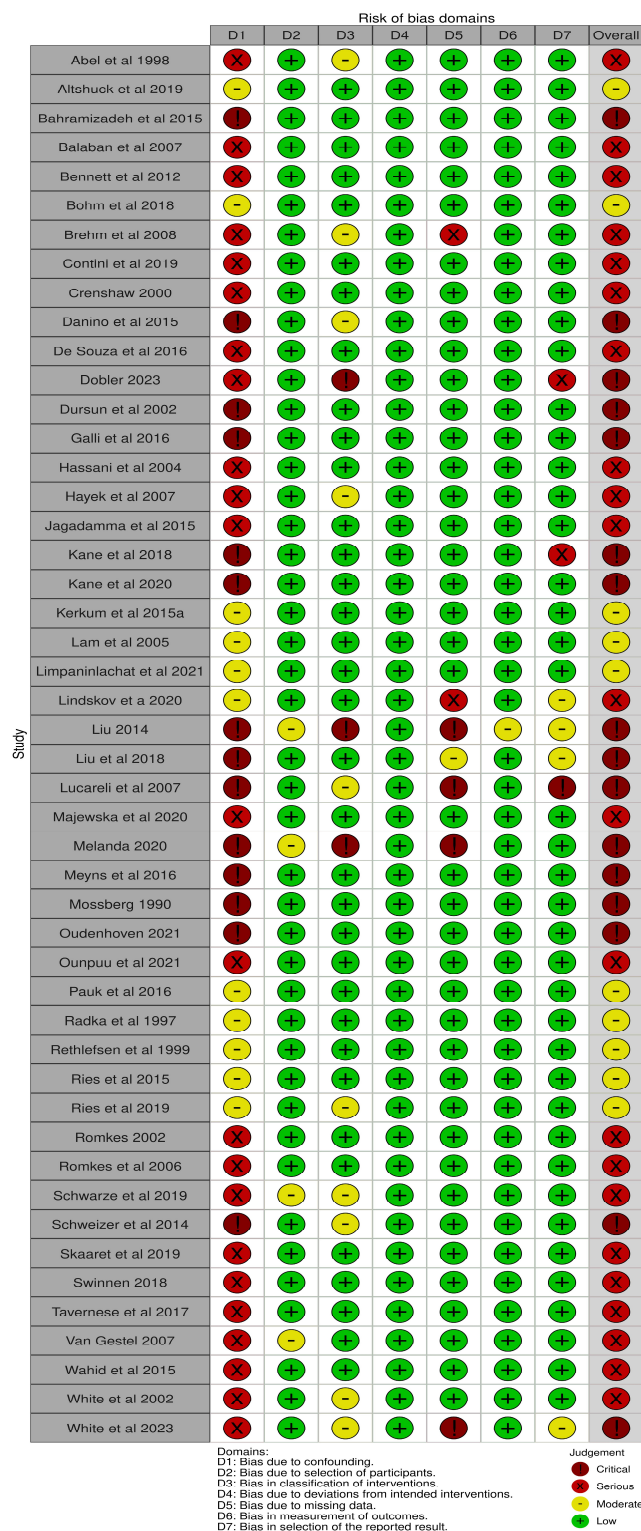 Risk of bias domains
D1 D2 D3 D4 D5 D6 D7 Overall
Abel et al 1998 X + - + + + + X
Altshuck et al 2019 - + + + + + + -
Bahramizadeh et al 2015 ! + + + + + + !
Balaban et al 2007 X + + + + + + X
Bennett et al 2012 X + + + + + + X
Bohm et al 2018 - + + + + + + -
Brehm et al 2008 X + - + X + + X
Contini et al 2019 X + + + + + + X
Crenshaw 2000 X + + + + + + X
Danino et al 2015 ! + - + + + + !
De Souza et al 2016 X + + + + + + X
Dobler 2023 X + ! + + + X !
Dursun et al 2002 ! + + + + + + !
Galli et al 2016 ! + + + + + + !
Hassani et al 2004 X + + + + + + X
Hayek et al 2007 X + - + + + + X
Jagadamma et al 2015 X + + + + + + X
Kane et al 2018 ! + + + + + X !
Kane et al 2020 ! + + + + + + !
Kerkum et al 2015a - + + + + + + -
Lam et al 2005 - + + + + + + -
Limpaninlachat et al 2021 - + + + + + + -
Lindskov et a 2020 - + + + X + - X
Liu 2014 ! - ! + ! - - !
Liu et al 2018 ! + + + - + - !
Lucareli et al 2007 ! + - + ! + ! !
Majewska et al 2020 X + + + + + + X
Melanda 2020 ! - ! + ! + + !
Meyns et al 2016 ! + + + + + + !
Mossberg 1990 ! + + + + + + !
Oudenhoven 2021 ! + + + + + + !
Ounpuu et al 2021 X + + + + + + X
Pauk et al 2016 - + + + + + + -
Radka et al 1997 - + + + + + + -
Rethlefsen et al 1999 - + + + + + + -
Ries et al 2015 - + + + + + + -
Ries et al 2019 - + - + + + + -
Romkes 2002 X + + + + + + X
Romkes et al 2006 X + + + + + + X
Schwarze et al 2019 X - - + + + + X
Schweizer et al 2014 ! + - + + + + !
Skaaret et al 2019 X + + + + + + X
Swinnen 2018 X + + + + + + X
Tavernese et al 2017 X + + + + + + X
Van Gestel 2007 X - + + + + + X
Wahid et al 2015 X + + + + + + X
White et al 2002 X + - + + + + X
White et al 2023 X + - + ! + - !
Study
Domains:
D1: Bias due to confounding.
D2: Bias due to selection of participants.
D3: Bias in classification of interventions.
D4: Bias due to deviations from intended interventions.
D5: Bias due to missing data.
D6: Bias in measurement of outcomes.
D7: Bias in selection of the reported result.
Judgement
! Critical
X Serious
- Moderate
+ Low